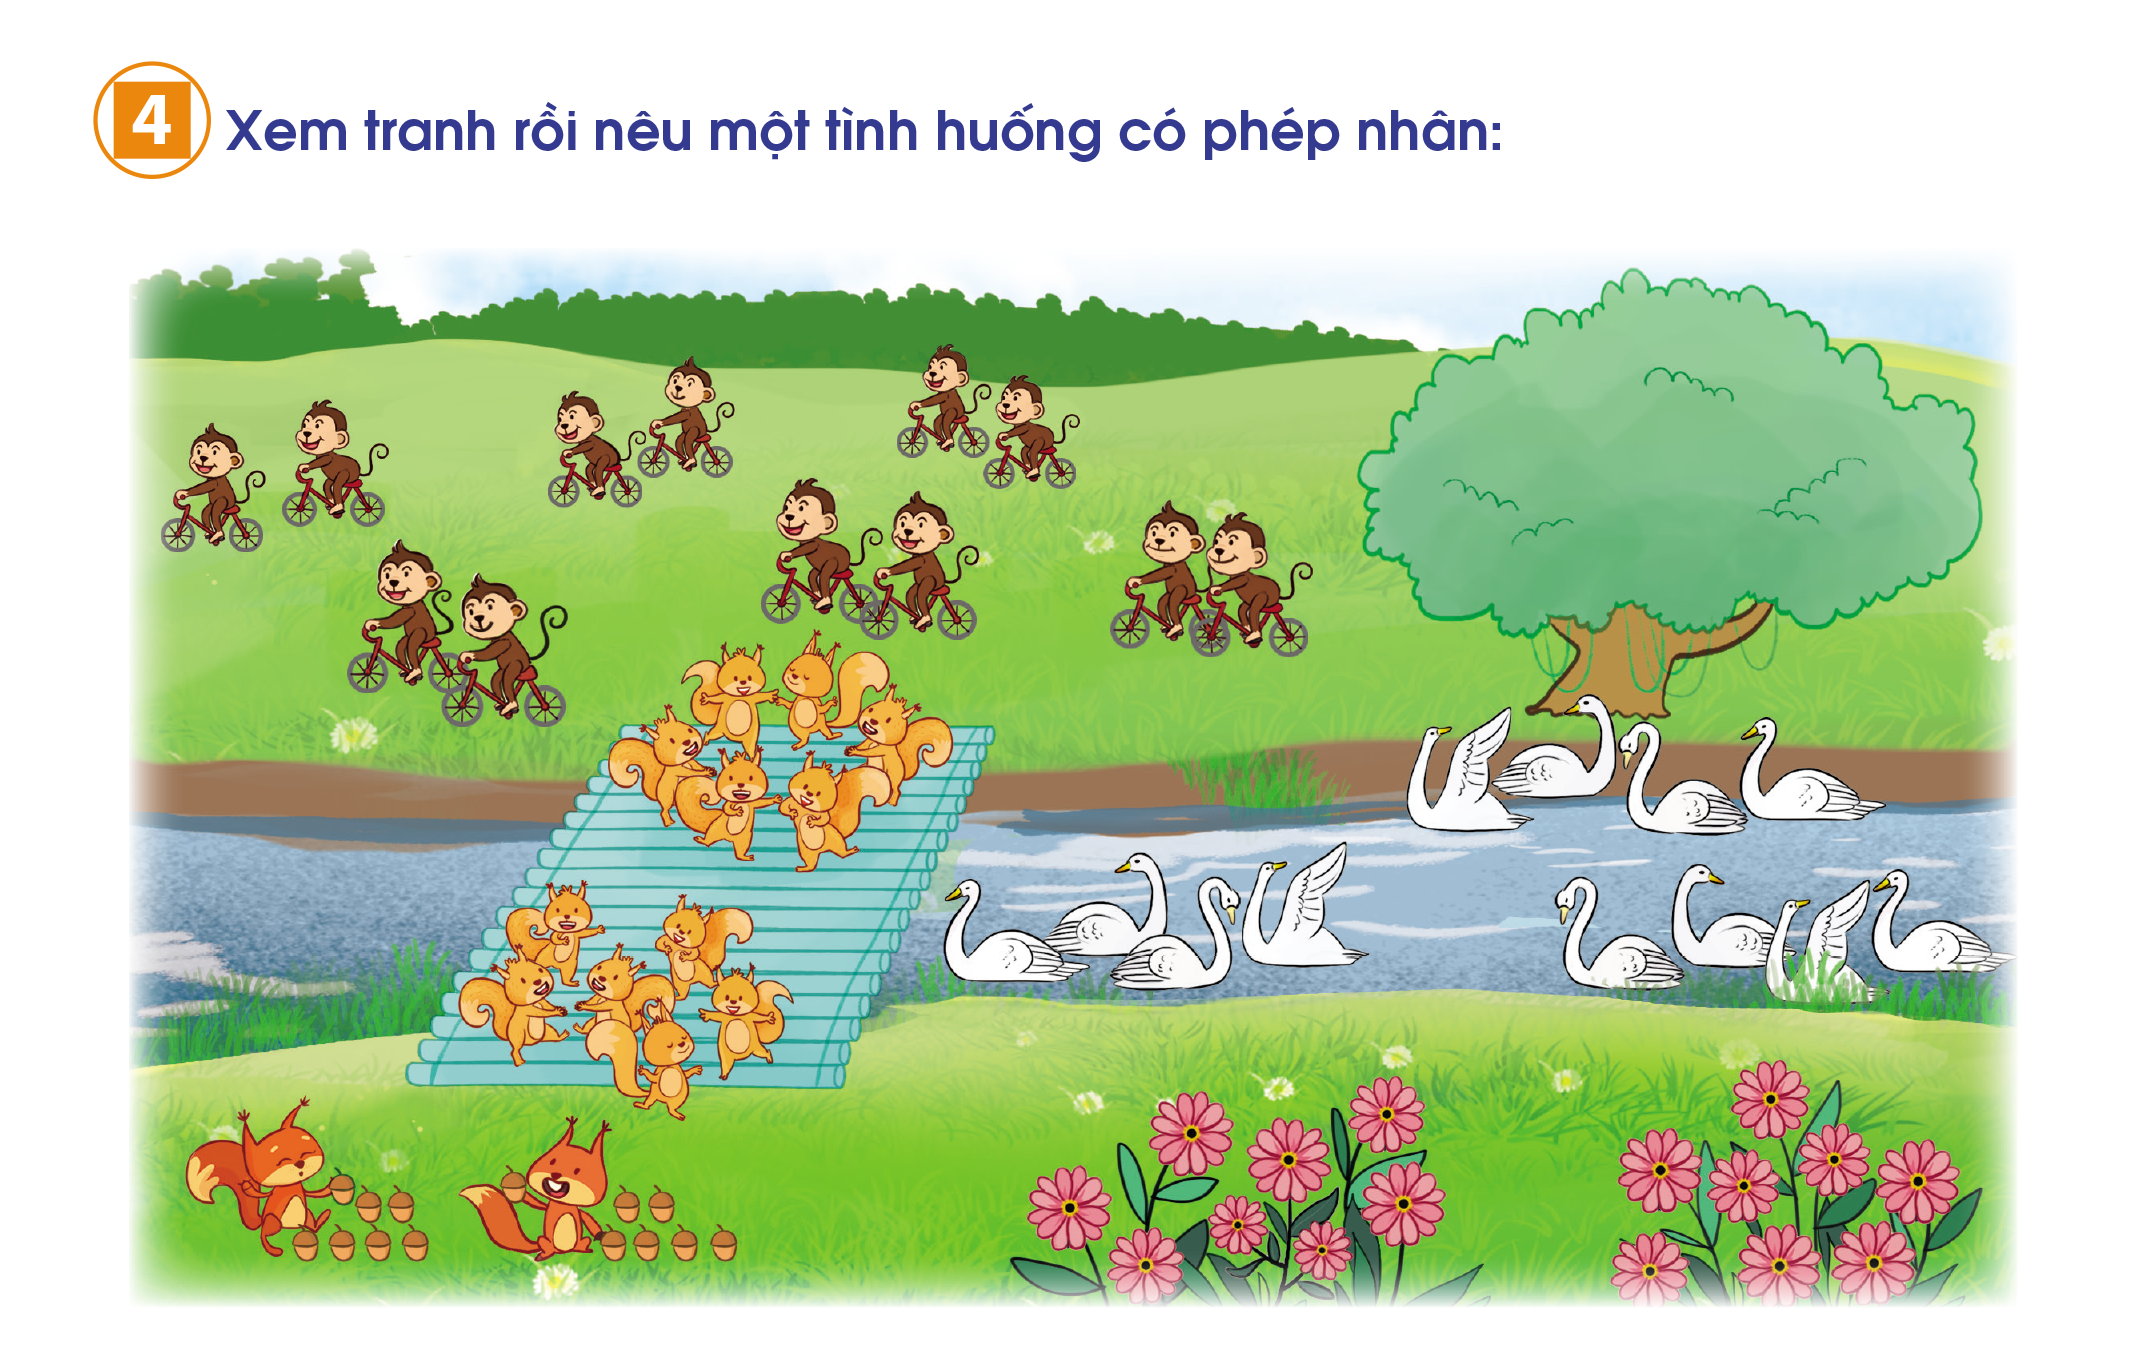 4 Xem tranh rồi nêu một tình huống có phép nhân: